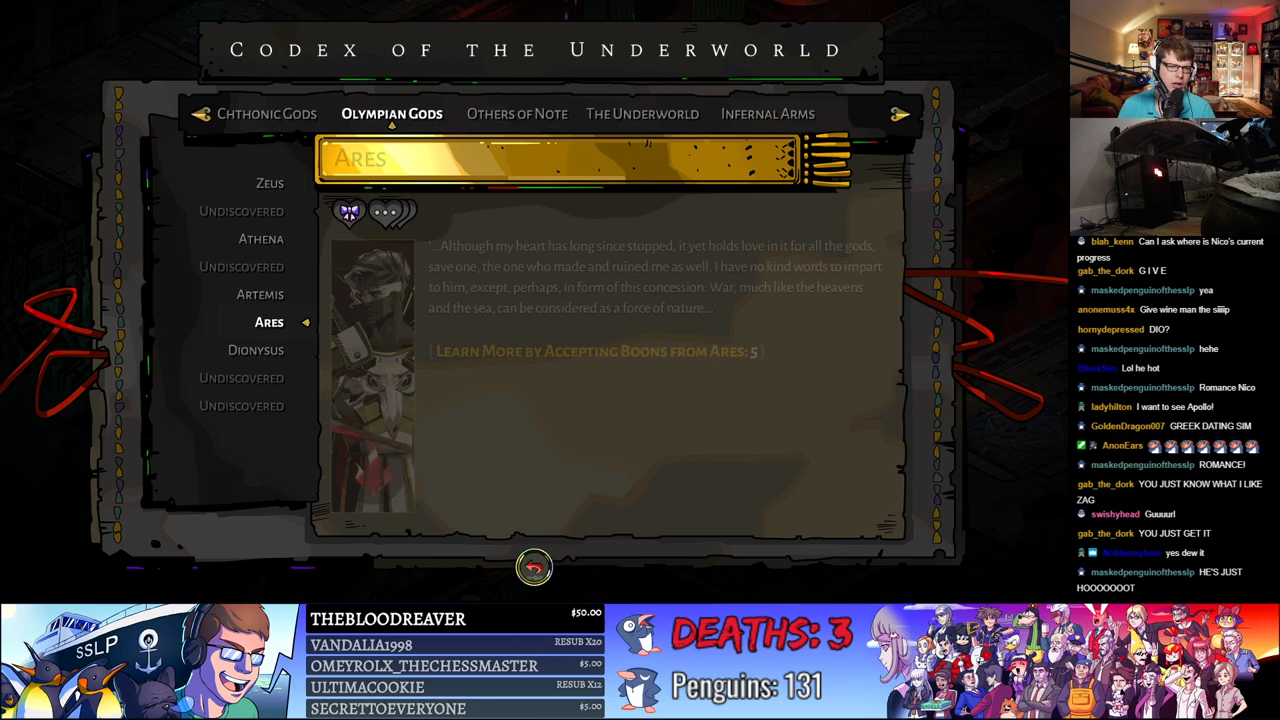 Codex of the Underworld
Chthonic Gods
Olympian Gods
Others of Note
The Underworld
Infernal Arms
Ares
Zeus
Undiscovered
Athena
Undiscovered
Artemis
Ares
Dionysus
Undiscovered
Undiscovered
'...Although my heart has long since stopped, it yet holds love in it for all the gods,
save one, the one who made and ruined me as well. I have no kind words to impart
to him, except, perhaps, in form of this concession: War, much like the heavens
and the sea, can be considered as a force of nature...'
[ Learn More by Accepting Boons from Ares: 5 ]
blah_kenn Can I ask where is Nico's current
progress
gab_the_dork G I V E
maskedpenguinofthesslp yea
anonemuss4x Give wine man the siiiip
hornydepressed DIO?
maskedpenguinofthesslp hehe
Lol he hot
maskedpenguinofthesslp Romance Nico
ladyhilton I want to see Apollo!
GoldenDragon007 GREEK DATING SIM
AnonEars
maskedpenguinofthesslp ROMANCE!
gab_the_dork YOU JUST KNOW WHAT I LIKE
ZAG
swishyhead Guuurl
gab_the_dork YOU JUST GET IT
yes dew it
maskedpenguinofthesslp HE'S JUST
HOOOOOOOT
SSLP
THEBLOODREAVER $50.00
VANDALIA1998 RESUB X20
OMEYROLX_THECHESSMASTER $5.00
ULTIMACOOKIE RESUB X12
SECRETTOEVERYONE $5.00
DEATHS: 3
Penguins: 131